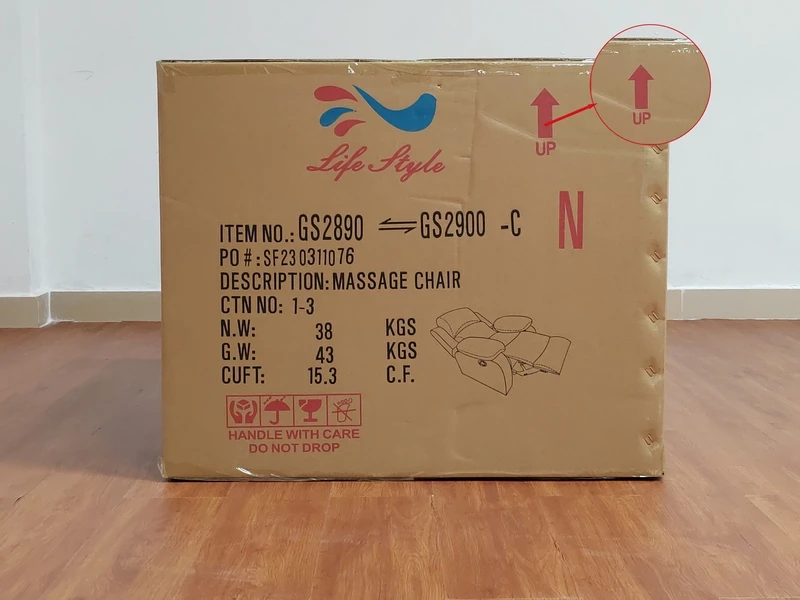 Life Style
UP
UP
N
ITEM NO.: GS2890 ⇌ GS2900 -C
PO #: SF230311076
DESCRIPTION: MASSAGE CHAIR
CTN NO: 1-3
N.W: 38 KGS
G.W: 43 KGS
CUFT: 15.3 C.F.
HANDLE WITH CARE
DO NOT DROP